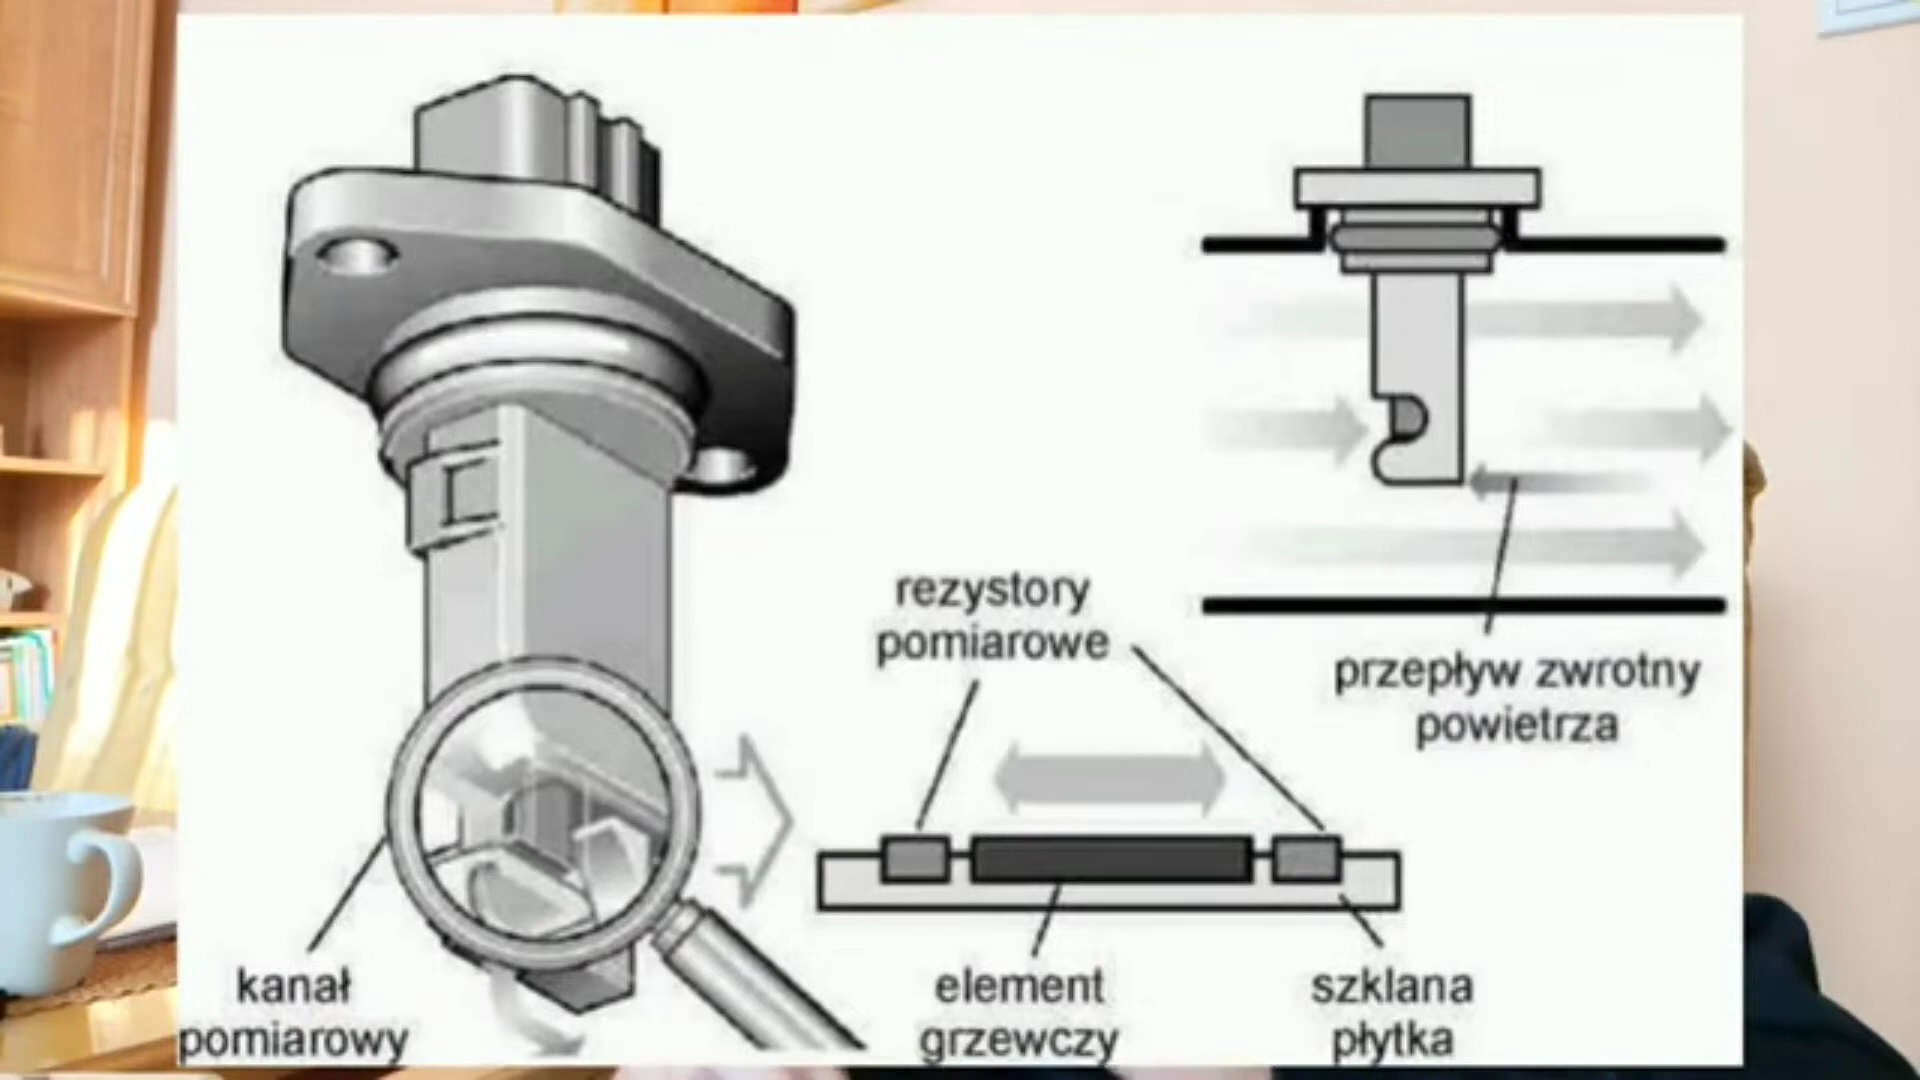 rezystory
pomiarowe
przepływ zwrotny
powietrza
kanał
pomiarowy
element
grzewczy
szklana
płytka